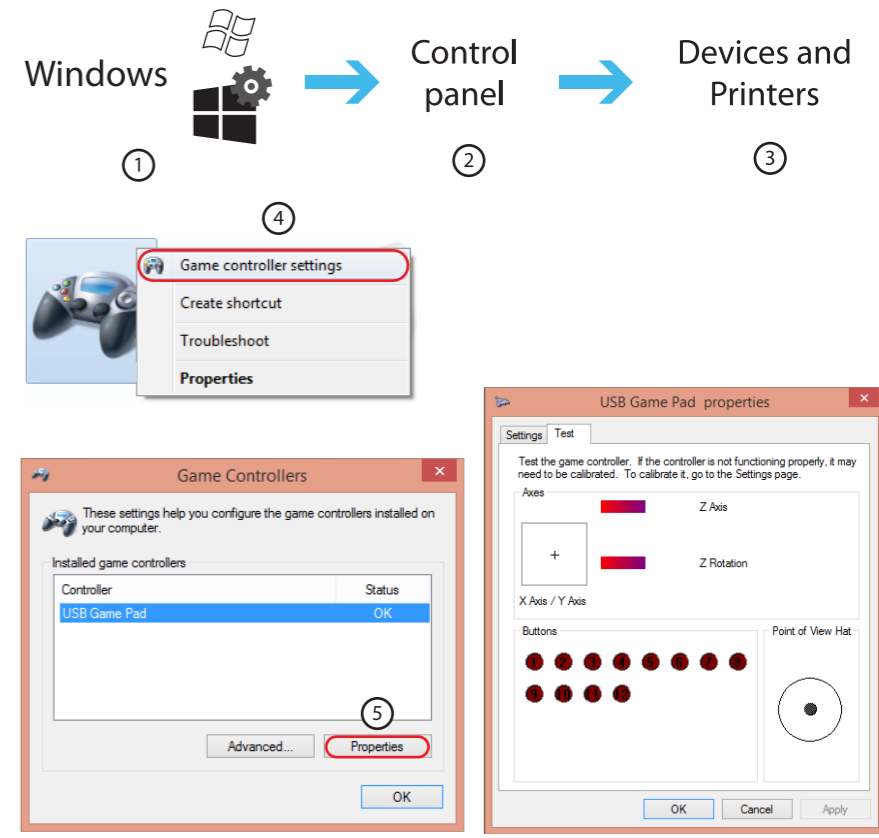 Windows
Control
panel
Devices and
Printers
1
2
3
4
Game controller settings
Create shortcut
Troubleshoot
Properties
Game Controllers
These settings help you configure the game controllers installed on
your computer.
Installed game controllers
Controller Status
USB Game Pad OK
5
Advanced... Properties
OK
USB Game Pad properties
Settings Test
Test the game controller. If the controller is not functioning properly, it may
need to be calibrated. To calibrate it, go to the Settings page.
Axes
Z Axis
Z Rotation
X Axis / Y Axis
Buttons
1 2 3 4 5 6 7 8
9 10 11 12
Point of View Hat
OK Cancel Apply